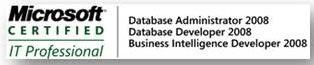 Microsoft
CERTIFIED
IT Professional
Database Administrator 2008
Database Developer 2008
Business Intelligence Developer 2008